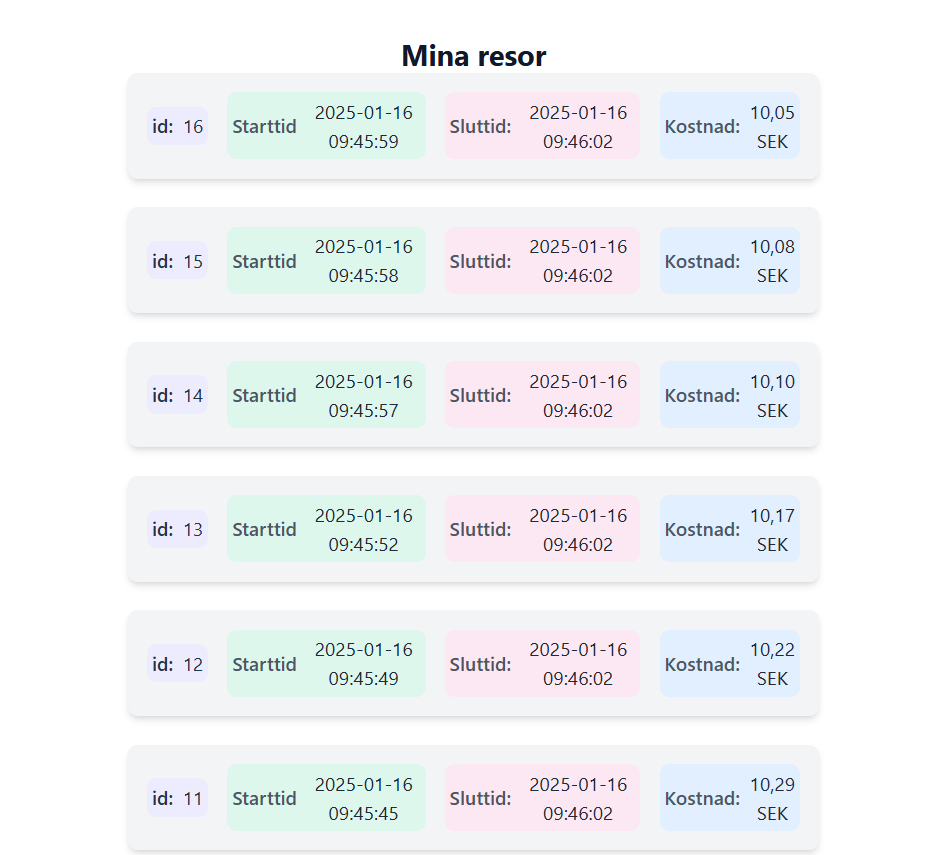 Mina resor
id: 16 Starttid 2025-01-16 09:45:59 Sluttid: 2025-01-16 09:46:02 Kostnad: 10,05 SEK
id: 15 Starttid 2025-01-16 09:45:58 Sluttid: 2025-01-16 09:46:02 Kostnad: 10,08 SEK
id: 14 Starttid 2025-01-16 09:45:57 Sluttid: 2025-01-16 09:46:02 Kostnad: 10,10 SEK
id: 13 Starttid 2025-01-16 09:45:52 Sluttid: 2025-01-16 09:46:02 Kostnad: 10,17 SEK
id: 12 Starttid 2025-01-16 09:45:49 Sluttid: 2025-01-16 09:46:02 Kostnad: 10,22 SEK
id: 11 Starttid 2025-01-16 09:45:45 Sluttid: 2025-01-16 09:46:02 Kostnad: 10,29 SEK